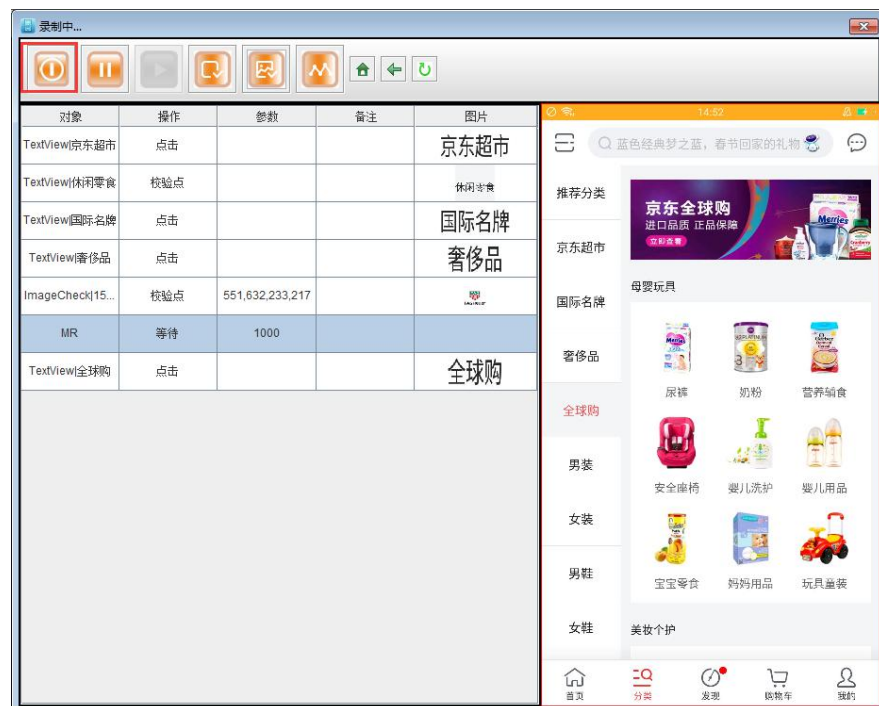 录制中...
对象 操作 参数 备注 图片
TextView|京东超市 点击 京东超市
TextView|休闲零食 校验点 休闲零食
TextView|国际名牌 点击 国际名牌
TextView|奢侈品 点击 奢侈品
ImageCheck|15... 校验点 551,632,233,217
MR 等待 1000
TextView|全球购 点击 全球购
14:52
蓝色经典梦之蓝，春节回家的礼物
推荐分类
京东超市
国际名牌
奢侈品
全球购
男装
女装
男鞋
女鞋
京东全球购
进口品质 正品保障
立即查看
Merries
母婴玩具
尿裤 奶粉 营养辅食
安全座椅 婴儿洗护 婴儿用品
宝宝零食 妈妈用品 玩具童装
美妆个护
首页 分类 发现 购物车 我的